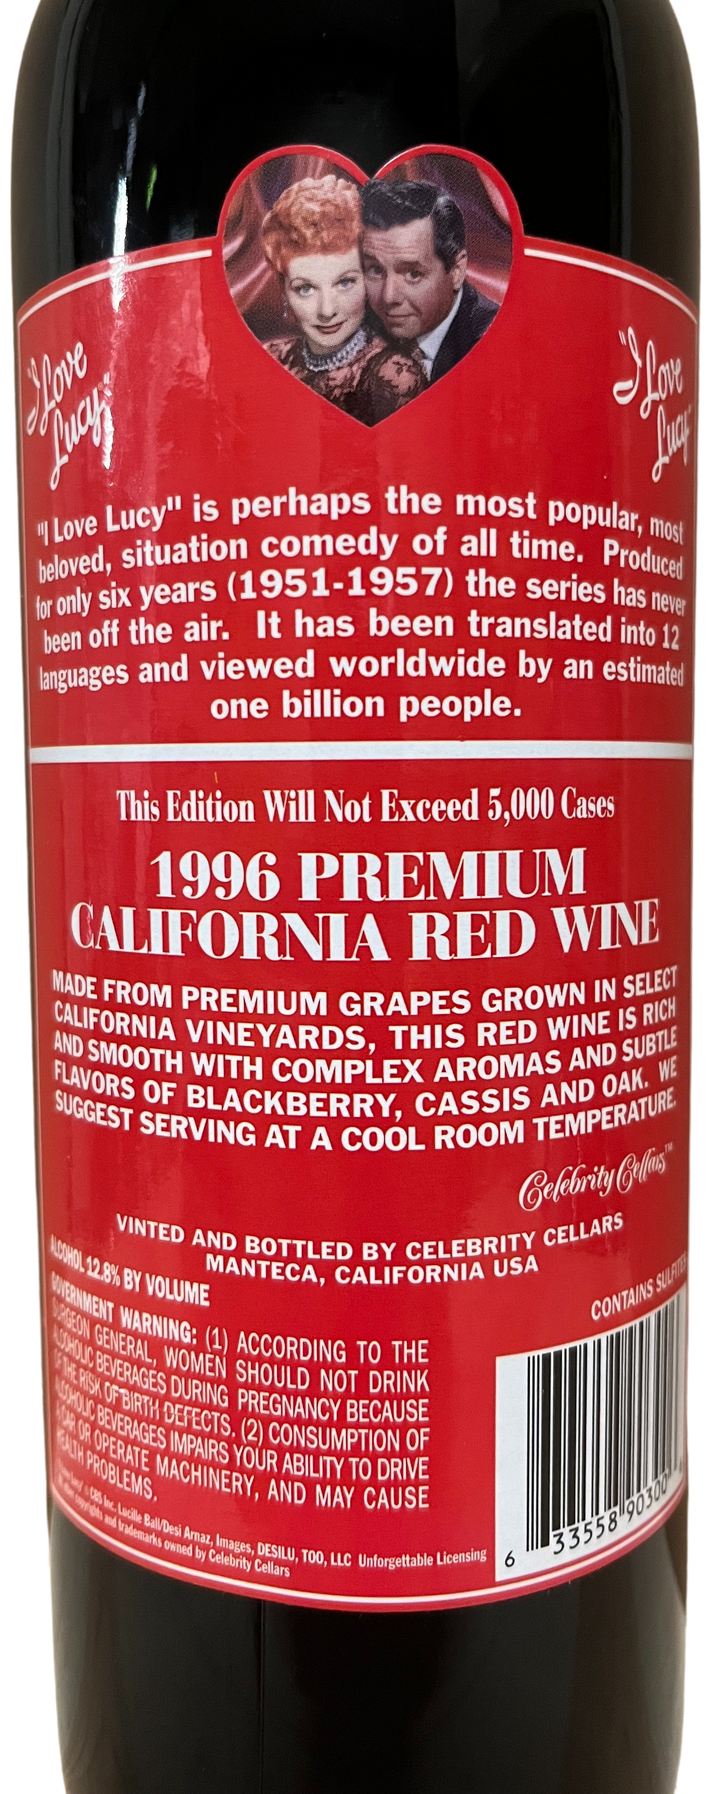 "I Love
Lucy"
"I Love
Lucy"
"I Love Lucy" is perhaps the most popular, most
beloved, situation comedy of all time. Produced
for only six years (1951-1957) the series has never
been off the air. It has been translated into 12
languages and viewed worldwide by an estimated
one billion people.
This Edition Will Not Exceed 5,000 Cases
1996 PREMIUM
CALIFORNIA RED WINE
MADE FROM PREMIUM GRAPES GROWN IN SELECT
CALIFORNIA VINEYARDS, THIS RED WINE IS RICH
AND SMOOTH WITH COMPLEX AROMAS AND SUBTLE
FLAVORS OF BLACKBERRY, CASSIS AND OAK. WE
SUGGEST SERVING AT A COOL ROOM TEMPERATURE.
Celebrity Cellars™
VINTED AND BOTTLED BY CELEBRITY CELLARS
MANTECA, CALIFORNIA USA
ALCOHOL 12.8% BY VOLUME
CONTAINS SULFITES
GOVERNMENT WARNING: (1) ACCORDING TO THE
SURGEON GENERAL, WOMEN SHOULD NOT DRINK
ALCOHOLIC BEVERAGES DURING PREGNANCY BECAUSE
OF THE RISK OF BIRTH DEFECTS. (2) CONSUMPTION OF
ALCOHOLIC BEVERAGES IMPAIRS YOUR ABILITY TO DRIVE
A CAR OR OPERATE MACHINERY, AND MAY CAUSE
HEALTH PROBLEMS.
CBS Inc. Lucille Ball/Desi Arnaz, Images, DESILU, TOO, LLC Unforgettable Licensing
other copyrights and trademarks owned by Celebrity Cellars
6 33558 90300